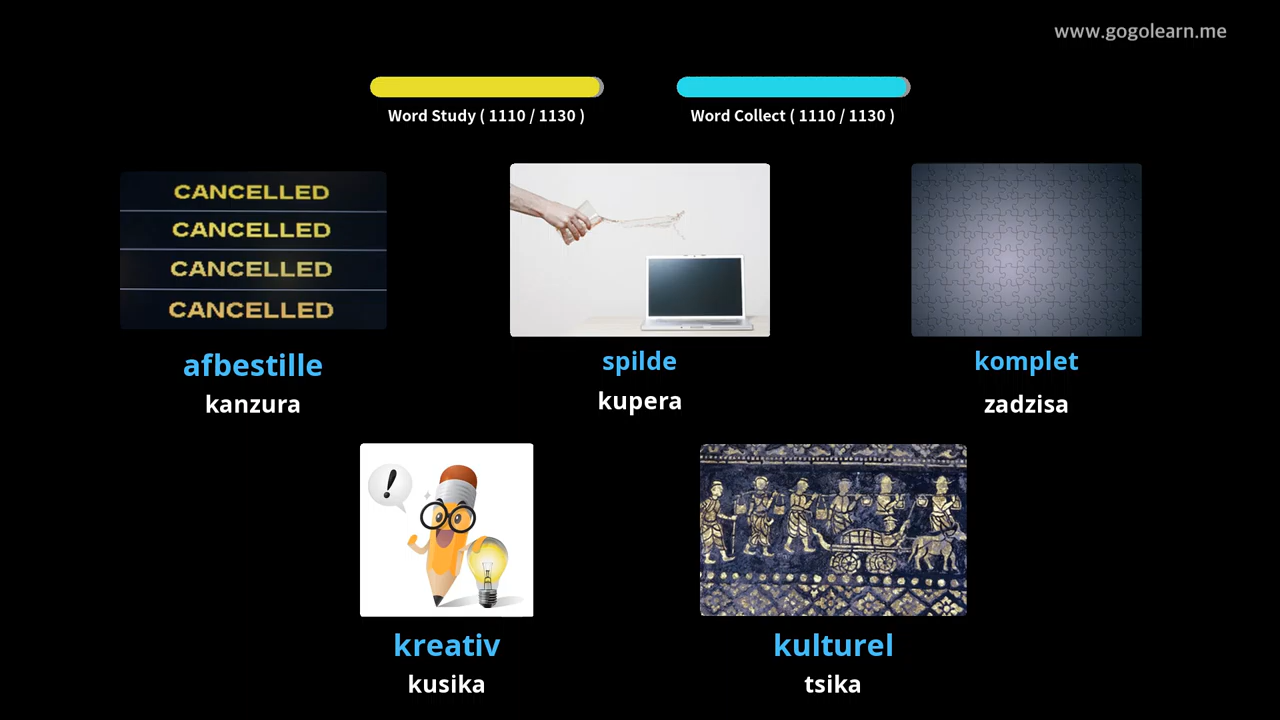 www.gogolearn.me
Word Study ( 1110 / 1130 )
Word Collect ( 1110 / 1130 )
CANCELLED
CANCELLED
CANCELLED
CANCELLED
afbestille
kanzura
spilde
kupera
komplet
zadzisa
!
kreativ
kusika
kulturel
tsika